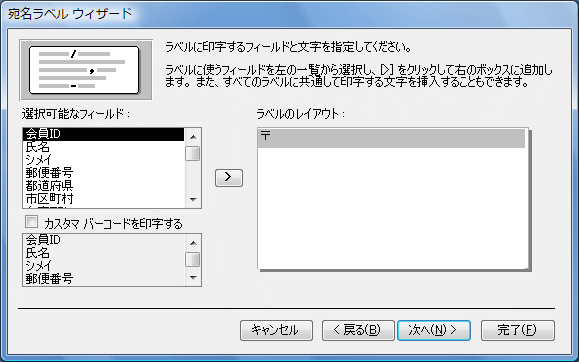 宛名ラベル ウィザード
ラベルに印字するフィールドと文字を指定してください。
ラベルに使うフィールドを左の一覧から選択し、[>] をクリックして右のボックスに追加し
ます。また、すべてのラベルに共通して印字する文字を挿入することもできます。
選択可能なフィールド:
会員ID
氏名
シメイ
郵便番号
都道府県
市区町村
ラベルのレイアウト:
〒
>
カスタマ バーコードを印字する
会員ID
氏名
シメイ
郵便番号
キャンセル
< 戻る(B)
次へ(N) >
完了(F)